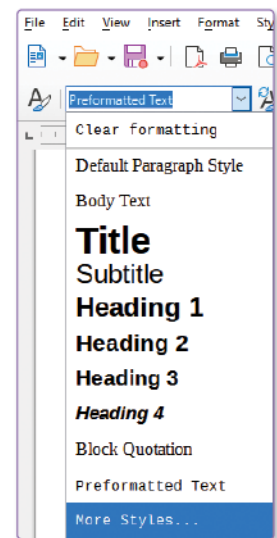 File Edit View Insert Format Sty
Preformatted Text
Clear formatting
Default Paragraph Style
Body Text
Title
Subtitle
Heading 1
Heading 2
Heading 3
Heading 4
Block Quotation
Preformatted Text
More Styles...